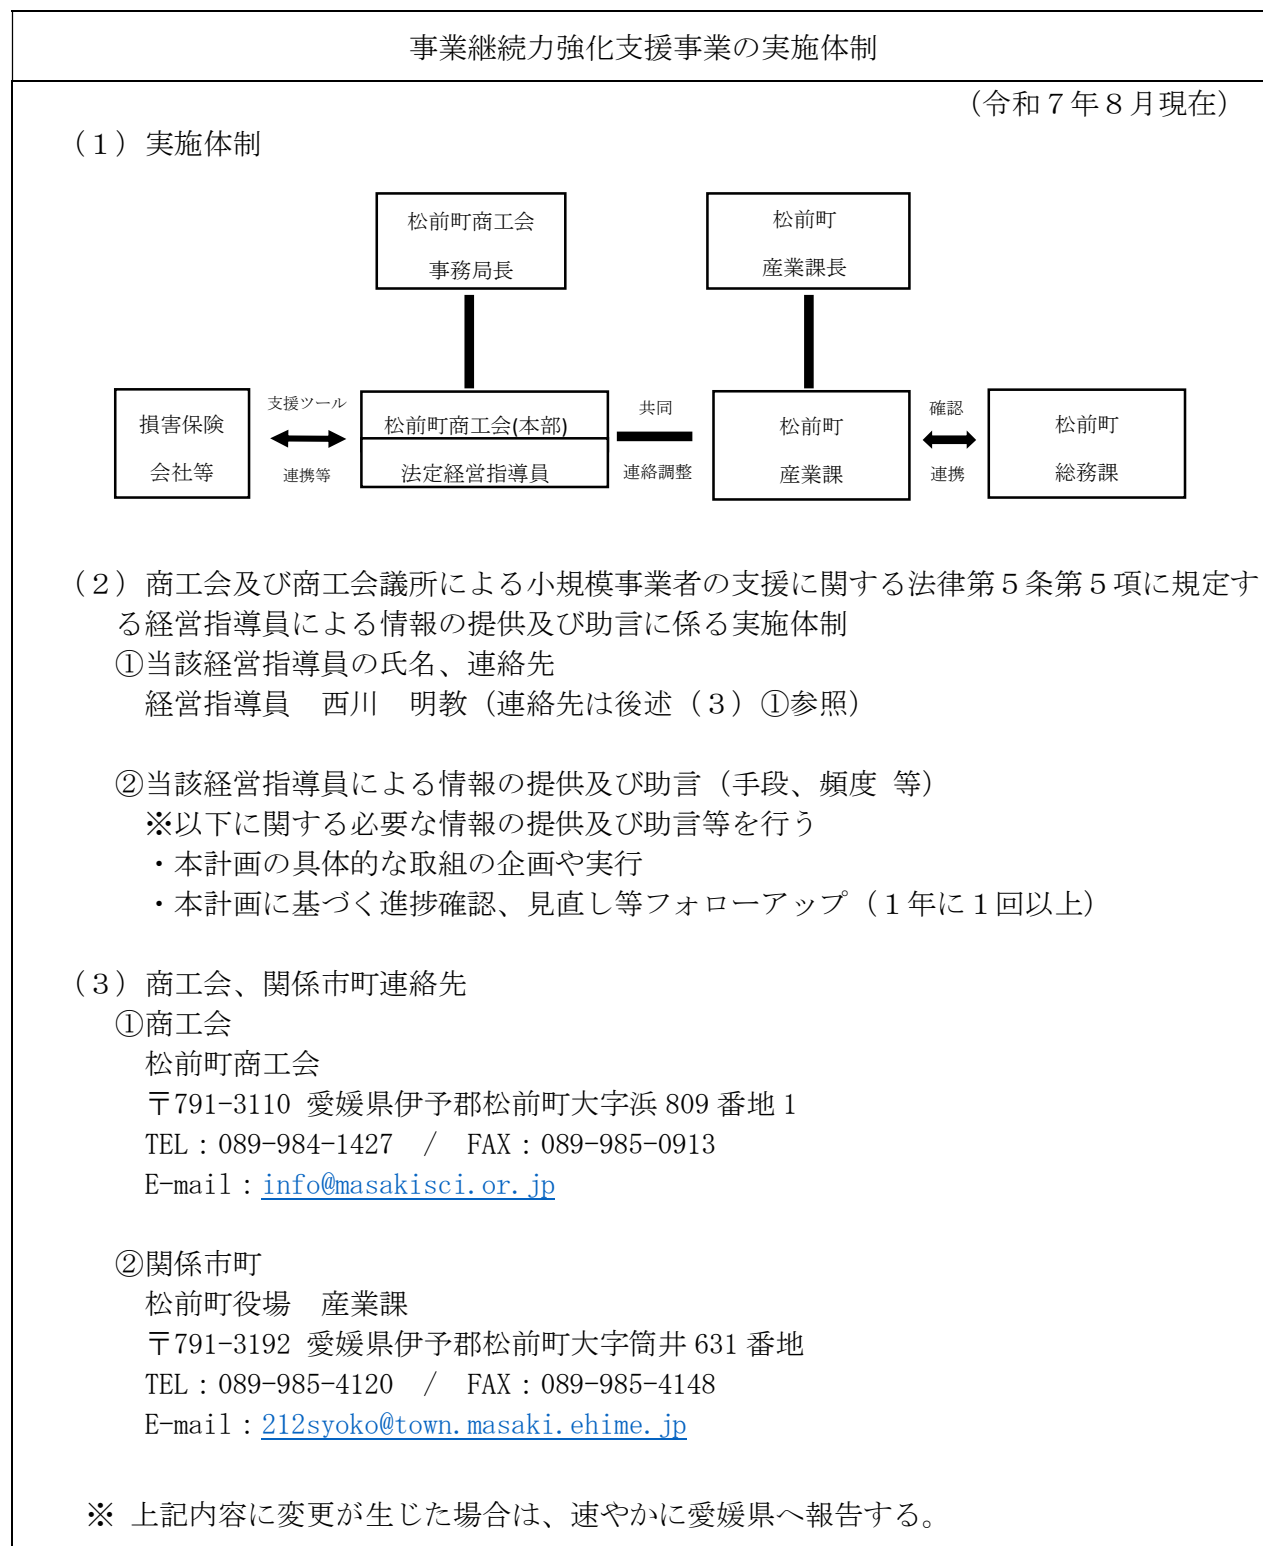 事業継続力強化支援事業の実施体制
（令和７年８月現在）
（１）実施体制
松前町商工会
事務局長
松前町
産業課長
損害保険
会社等
支援ツール
連携等
松前町商工会(本部)
法定経営指導員
共同
連絡調整
松前町
産業課
確認
連携
松前町
総務課
（２）商工会及び商工会議所による小規模事業者の支援に関する法律第５条第５項に規定す
る経営指導員による情報の提供及び助言に係る実施体制
①当該経営指導員の氏名、連絡先
経営指導員　西川　明教（連絡先は後述（３）①参照）
②当該経営指導員による情報の提供及び助言（手段、頻度 等）
※以下に関する必要な情報の提供及び助言等を行う
・本計画の具体的な取組の企画や実行
・本計画に基づく進捗確認、見直し等フォローアップ（１年に１回以上）
（３）商工会、関係市町連絡先
①商工会
松前町商工会
〒791-3110 愛媛県伊予郡松前町大字浜 809 番地 1
TEL：089-984-1427　/　FAX：089-985-0913
E-mail：info@masakisci.or.jp
②関係市町
松前町役場　産業課
〒791-3192 愛媛県伊予郡松前町大字筒井 631 番地
TEL：089-985-4120　/　FAX：089-985-4148
E-mail：212syoko@town.masaki.ehime.jp
※ 上記内容に変更が生じた場合は、速やかに愛媛県へ報告する。